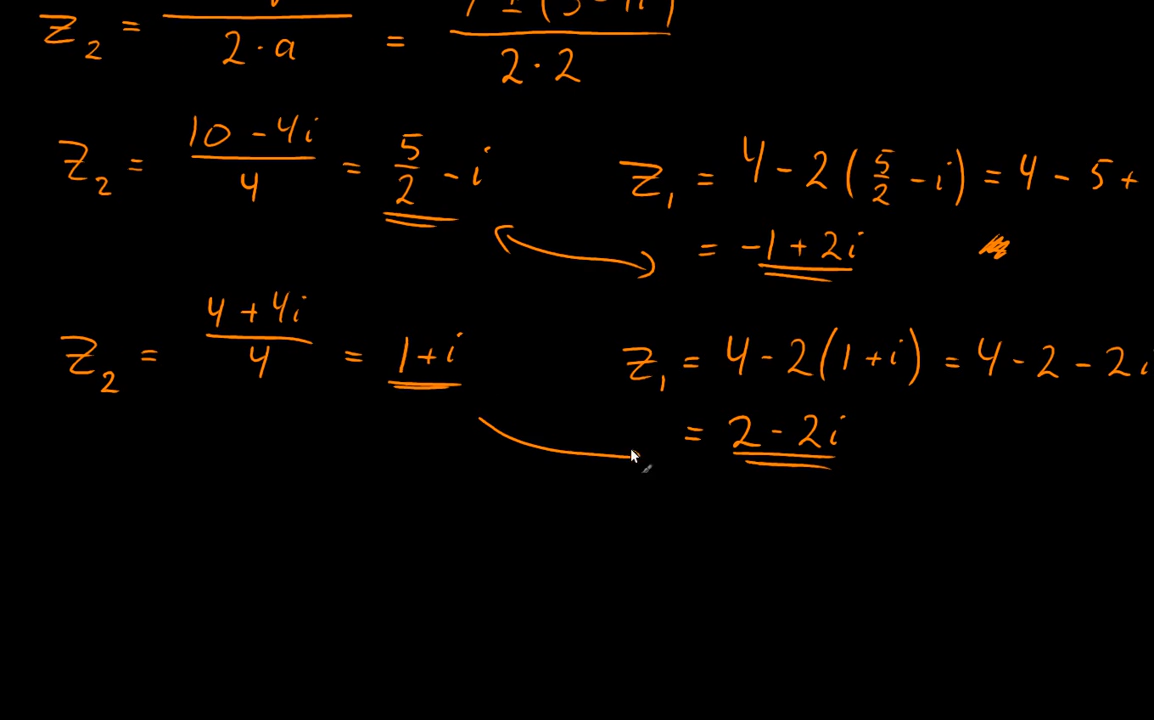 z₂ = / 2·a = / 2·2
z₂ = (10 - 4i)/4 = 5/2 - i
z₁ = 4 - 2(5/2 - i) = 4 - 5 +
= -1 + 2i
z₂ = (4 + 4i)/4 = 1 + i
z₁ = 4 - 2(1 + i) = 4 - 2 - 2i
= 2 - 2i